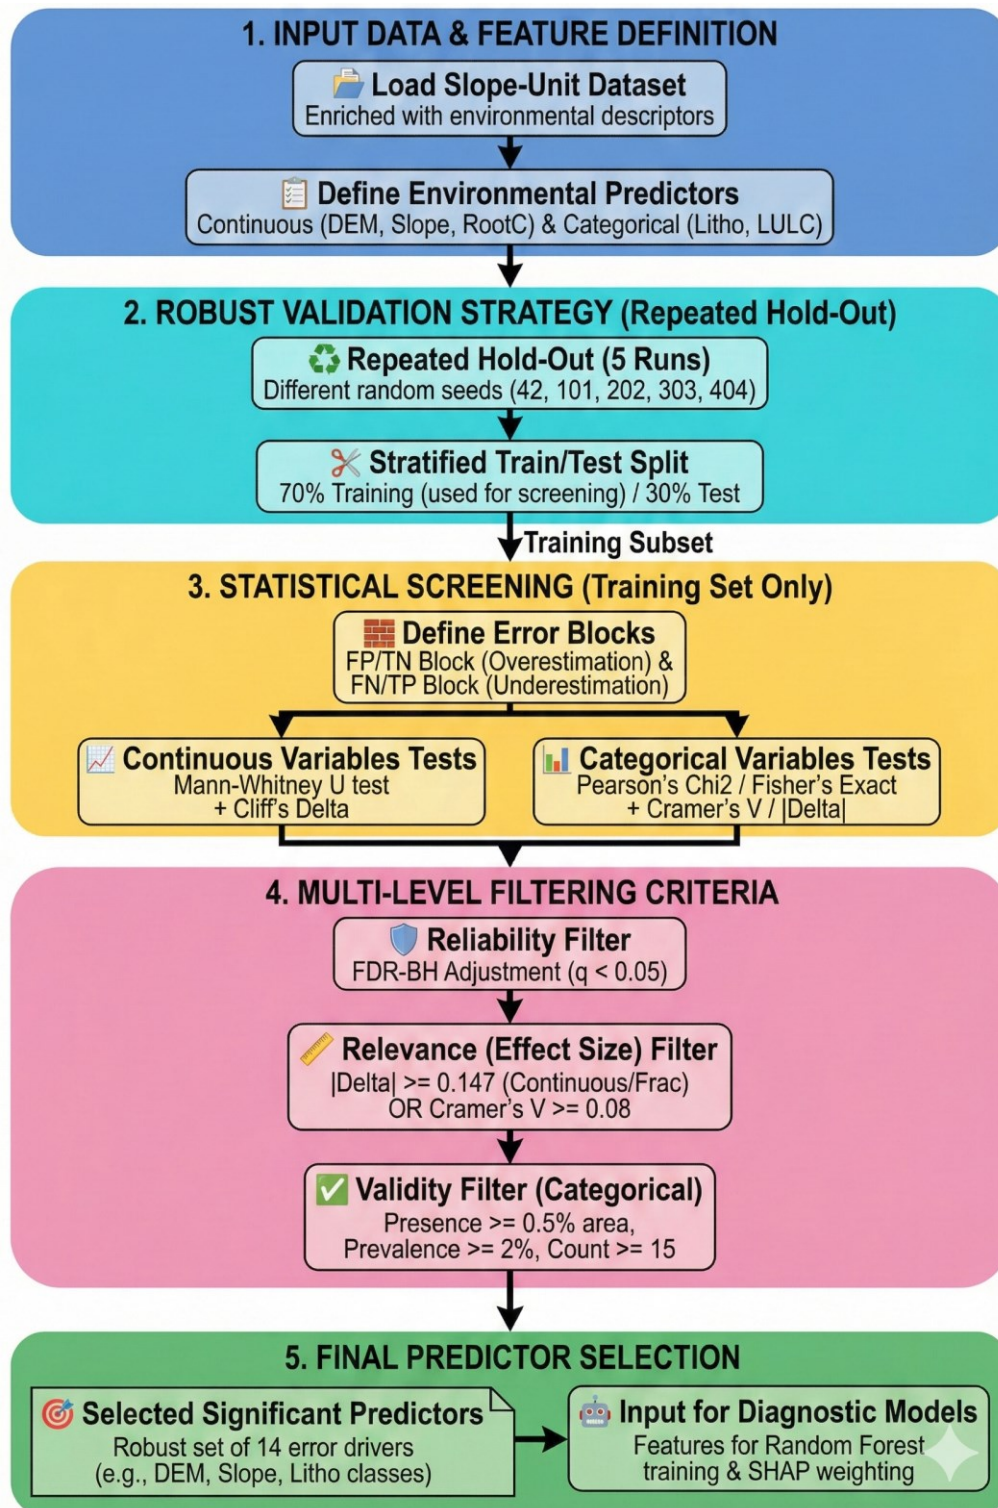 1. INPUT DATA & FEATURE DEFINITION
Load Slope-Unit Dataset
Enriched with environmental descriptors
Define Environmental Predictors
Continuous (DEM, Slope, RootC) & Categorical (Litho, LULC)
2. ROBUST VALIDATION STRATEGY (Repeated Hold-Out)
Repeated Hold-Out (5 Runs)
Different random seeds (42, 101, 202, 303, 404)
Stratified Train/Test Split
70% Training (used for screening) / 30% Test
Training Subset
3. STATISTICAL SCREENING (Training Set Only)
Define Error Blocks
FP/TN Block (Overestimation) &
FN/TP Block (Underestimation)
Continuous Variables Tests
Mann-Whitney U test
+ Cliff's Delta
Categorical Variables Tests
Pearson's Chi2 / Fisher's Exact
+ Cramer's V / |Delta|
4. MULTI-LEVEL FILTERING CRITERIA
Reliability Filter
FDR-BH Adjustment (q < 0.05)
Relevance (Effect Size) Filter
|Delta| >= 0.147 (Continuous/Frac)
OR Cramer's V >= 0.08
Validity Filter (Categorical)
Presence >= 0.5% area,
Prevalence >= 2%, Count >= 15
5. FINAL PREDICTOR SELECTION
Selected Significant Predictors
Robust set of 14 error drivers
(e.g., DEM, Slope, Litho classes)
Input for Diagnostic Models
Features for Random Forest
training & SHAP weighting